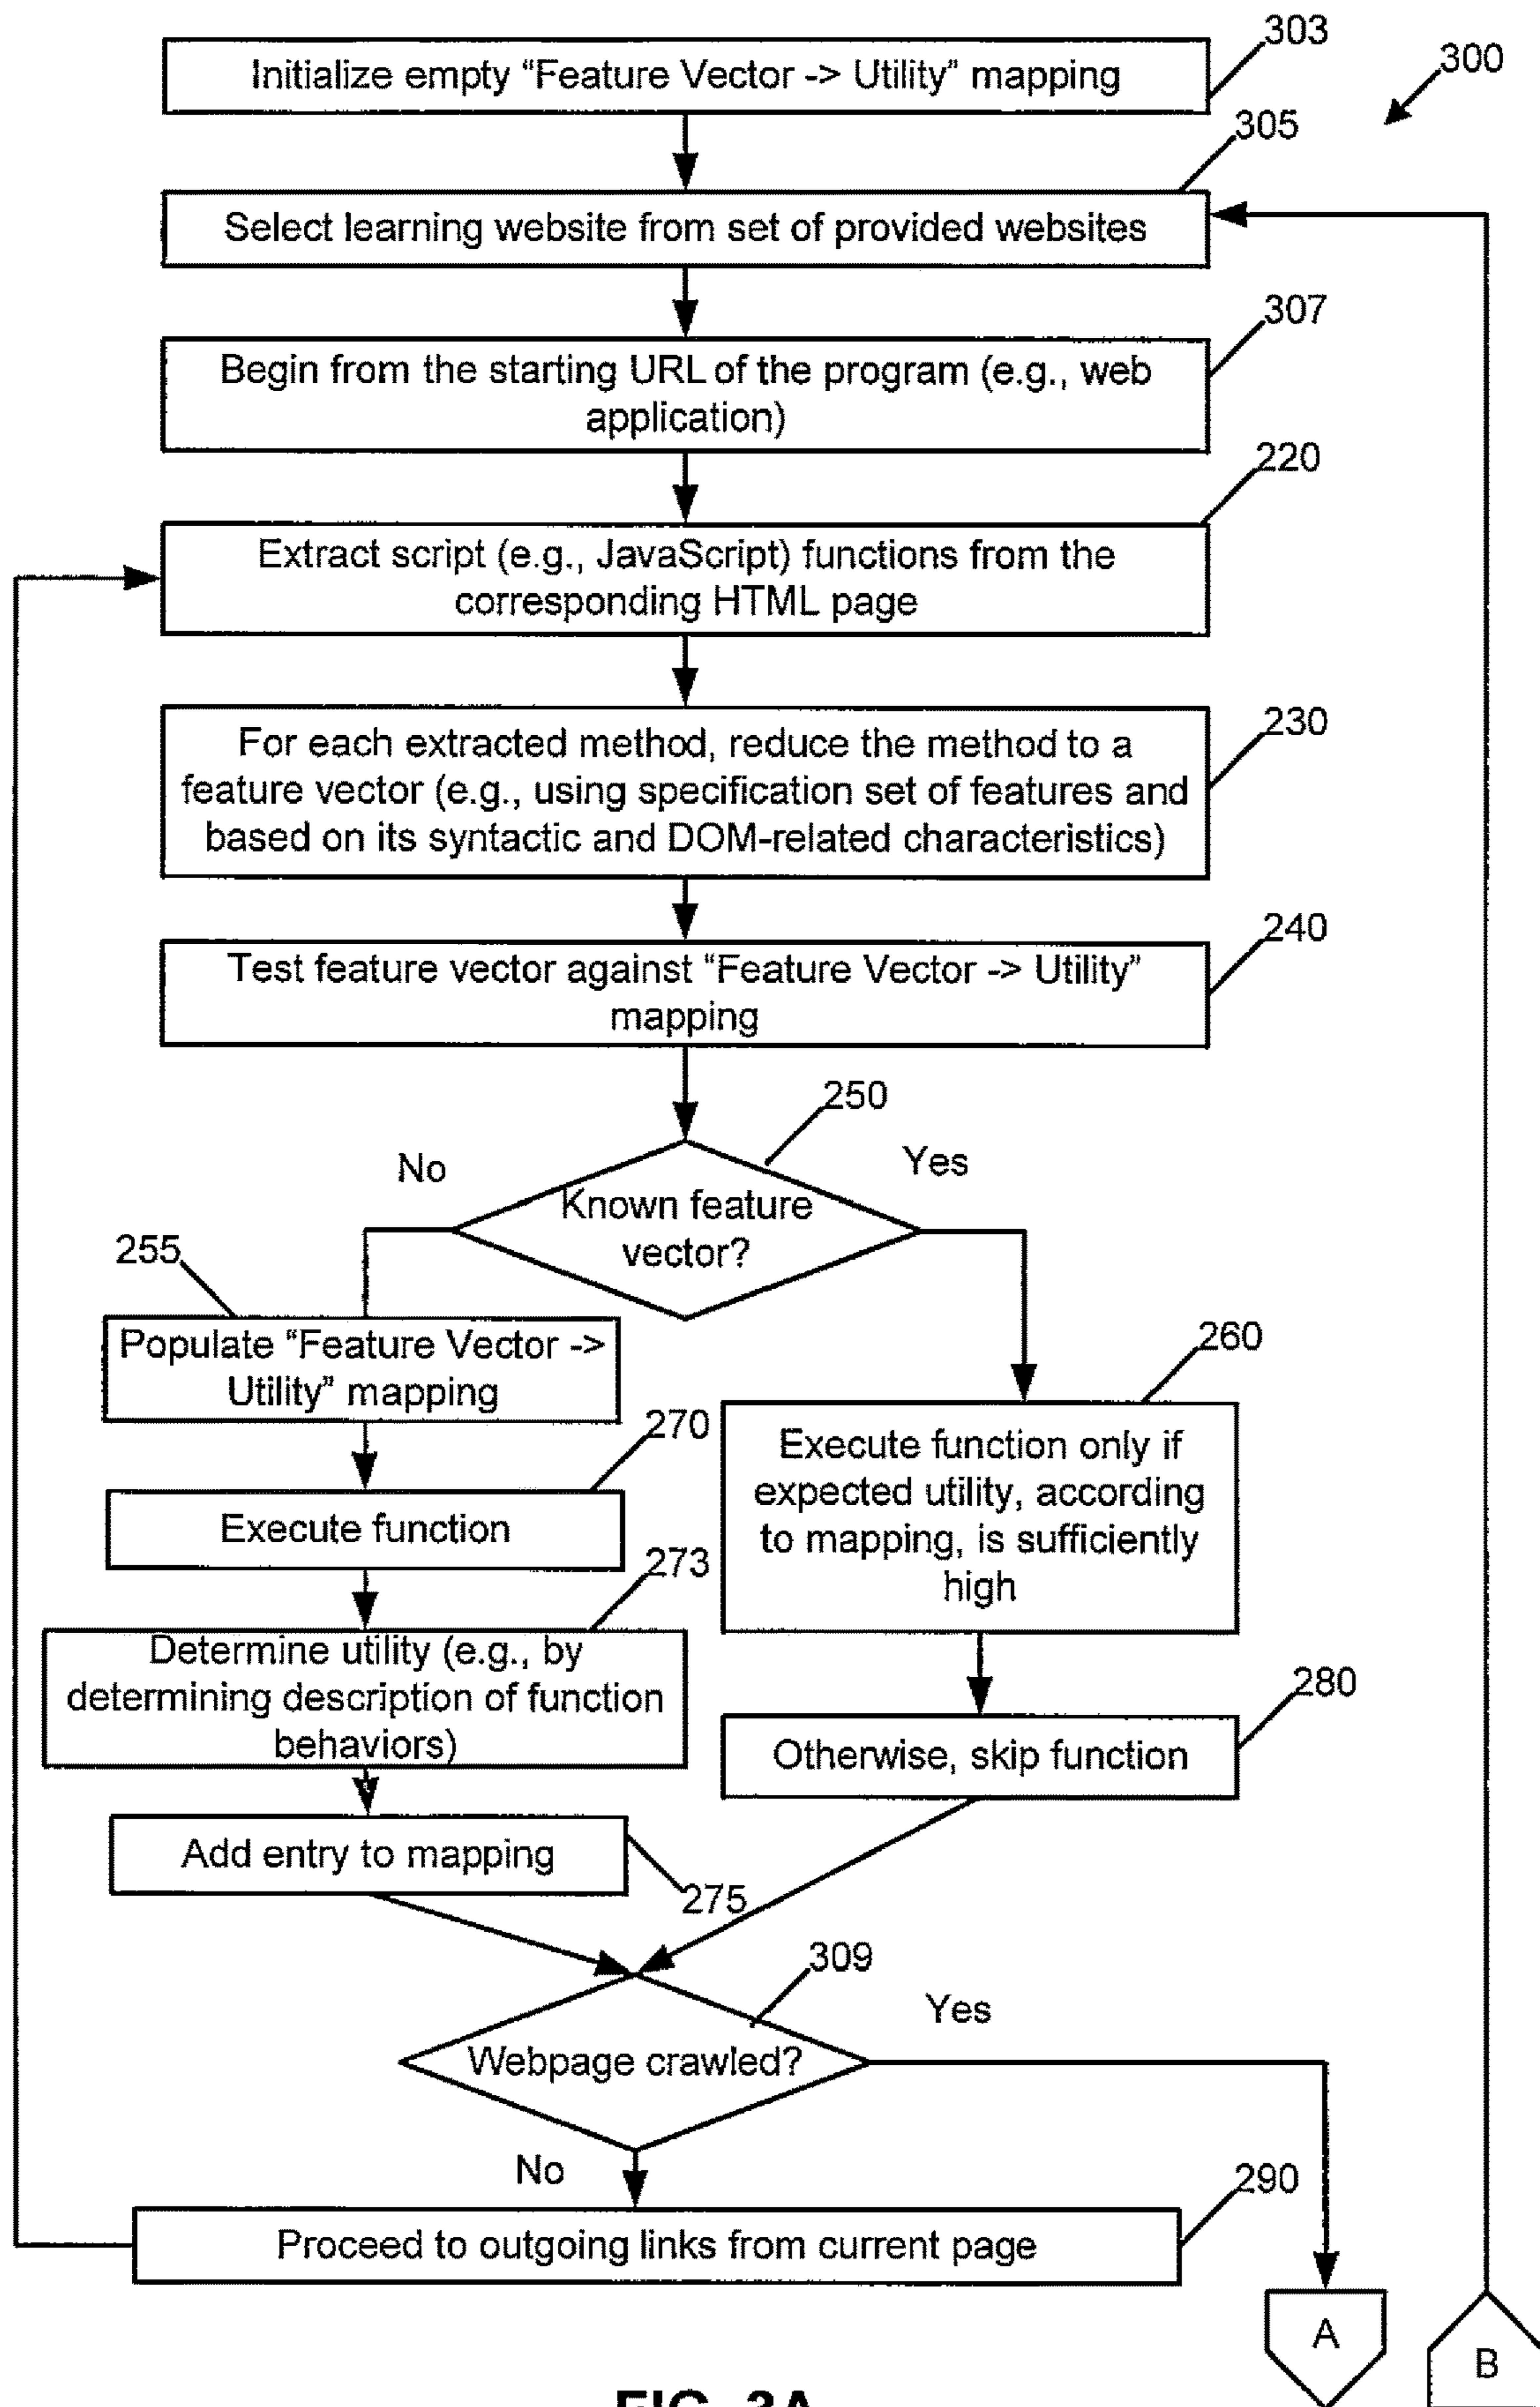 303
Initialize empty “Feature Vector -> Utility” mapping
300
305
Select learning website from set of provided websites
307
Begin from the starting URL of the program (e.g., web
application)
220
Extract script (e.g., JavaScript) functions from the
corresponding HTML page
230
For each extracted method, reduce the method to a
feature vector (e.g., using specification set of features and
based on its syntactic and DOM-related characteristics)
240
Test feature vector against “Feature Vector -> Utility”
mapping
250
No
Yes
Known feature
vector?
255
Populate “Feature Vector ->
Utility” mapping
260
Execute function only if
expected utility, according
to mapping, is sufficiently
high
270
Execute function
273
Determine utility (e.g., by
determining description of function
behaviors)
280
Otherwise, skip function
Add entry to mapping
275
309
Yes
Webpage crawled?
No
290
Proceed to outgoing links from current page
A
B
FIG. 3A